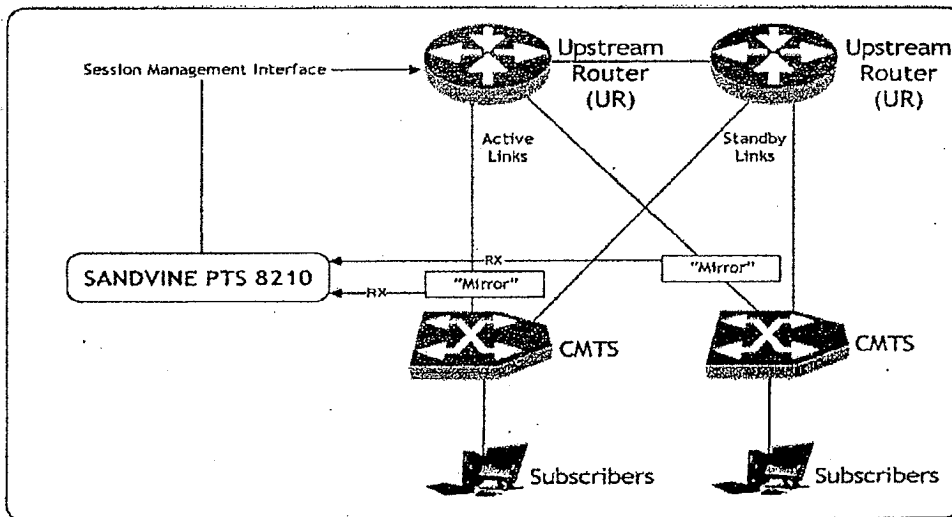 Upstream
Router
(UR)
Upstream
Router
(UR)
Session Management Interface
Active
Links
Standby
Links
RX
"Mirror"
SANDVINE PTS 8210
RX
"Mirror"
CMTS
CMTS
Subscribers
Subscribers